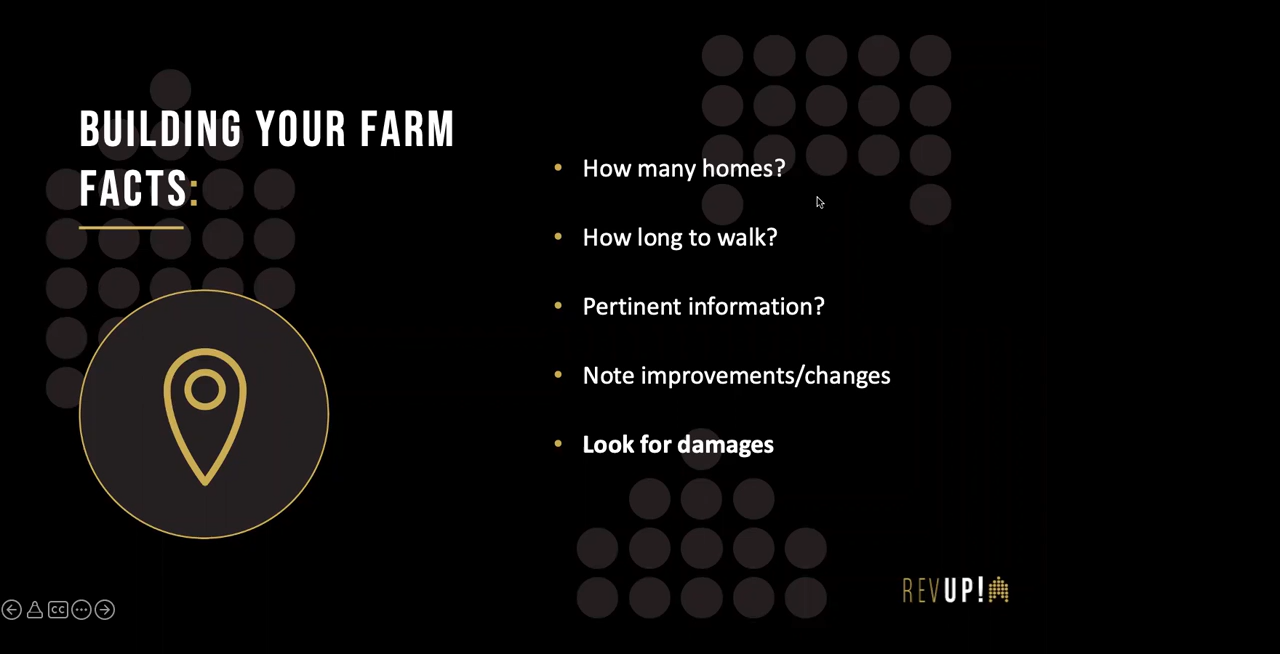 BUILDING YOUR FARM
FACTS:
• How many homes?
• How long to walk?
• Pertinent information?
• Note improvements/changes
• Look for damages
REVUP!
CC